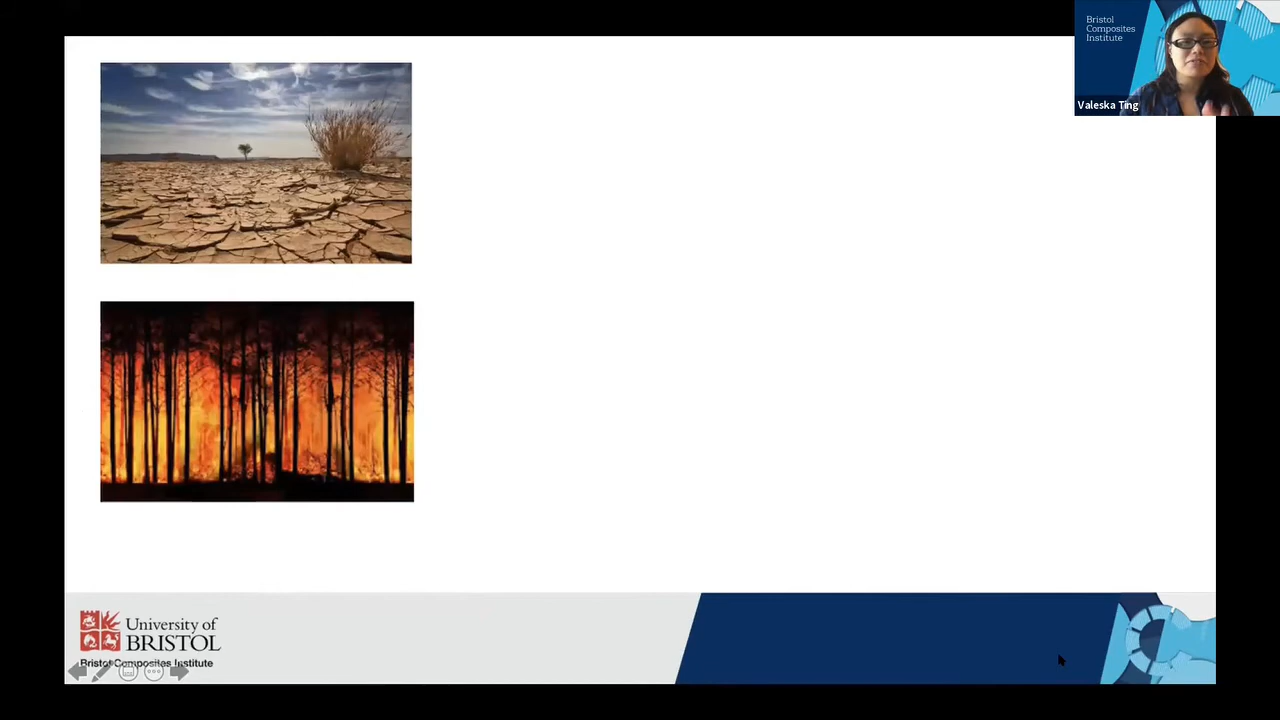 Bristol
Composites
Institute
Valeska Ting
University of
BRISTOL
Bristol Composites Institute